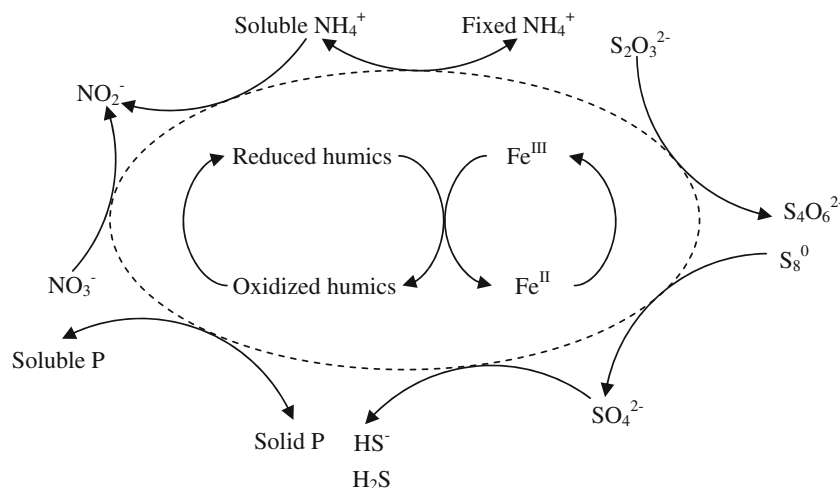 Soluble NH₄⁺
Fixed NH₄⁺
S₂O₃²⁻
NO₂⁻
Reduced humics
Feᴵᴵᴵ
S₄O₆²⁻
S₈⁰
NO₃⁻
Oxidized humics
Feᴵᴵ
Soluble P
SO₄²⁻
Solid P
HS⁻
H₂S